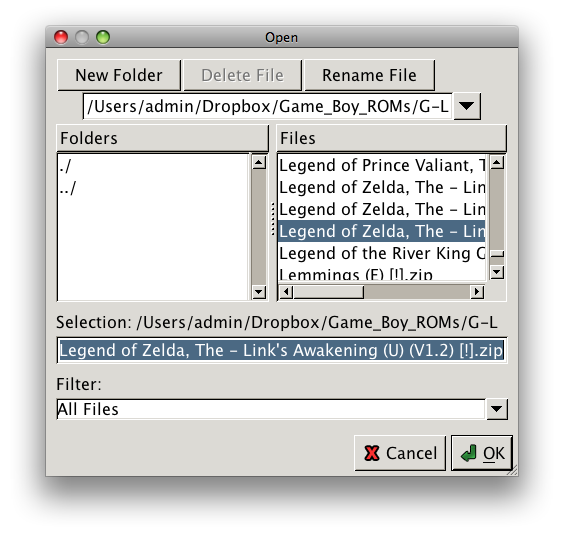 Open
New Folder Delete File Rename File
/Users/admin/Dropbox/Game_Boy_ROMs/G-L
Folders
./
../
Files
Legend of Prince Valiant, T
Legend of Zelda, The - Lin
Legend of Zelda, The - Lin
Legend of Zelda, The - Lin
Legend of the River King G
Lemmings (E) [!].zip
Selection: /Users/admin/Dropbox/Game_Boy_ROMs/G-L
Legend of Zelda, The - Link's Awakening (U) (V1.2) [!].zip
Filter:
All Files
Cancel OK